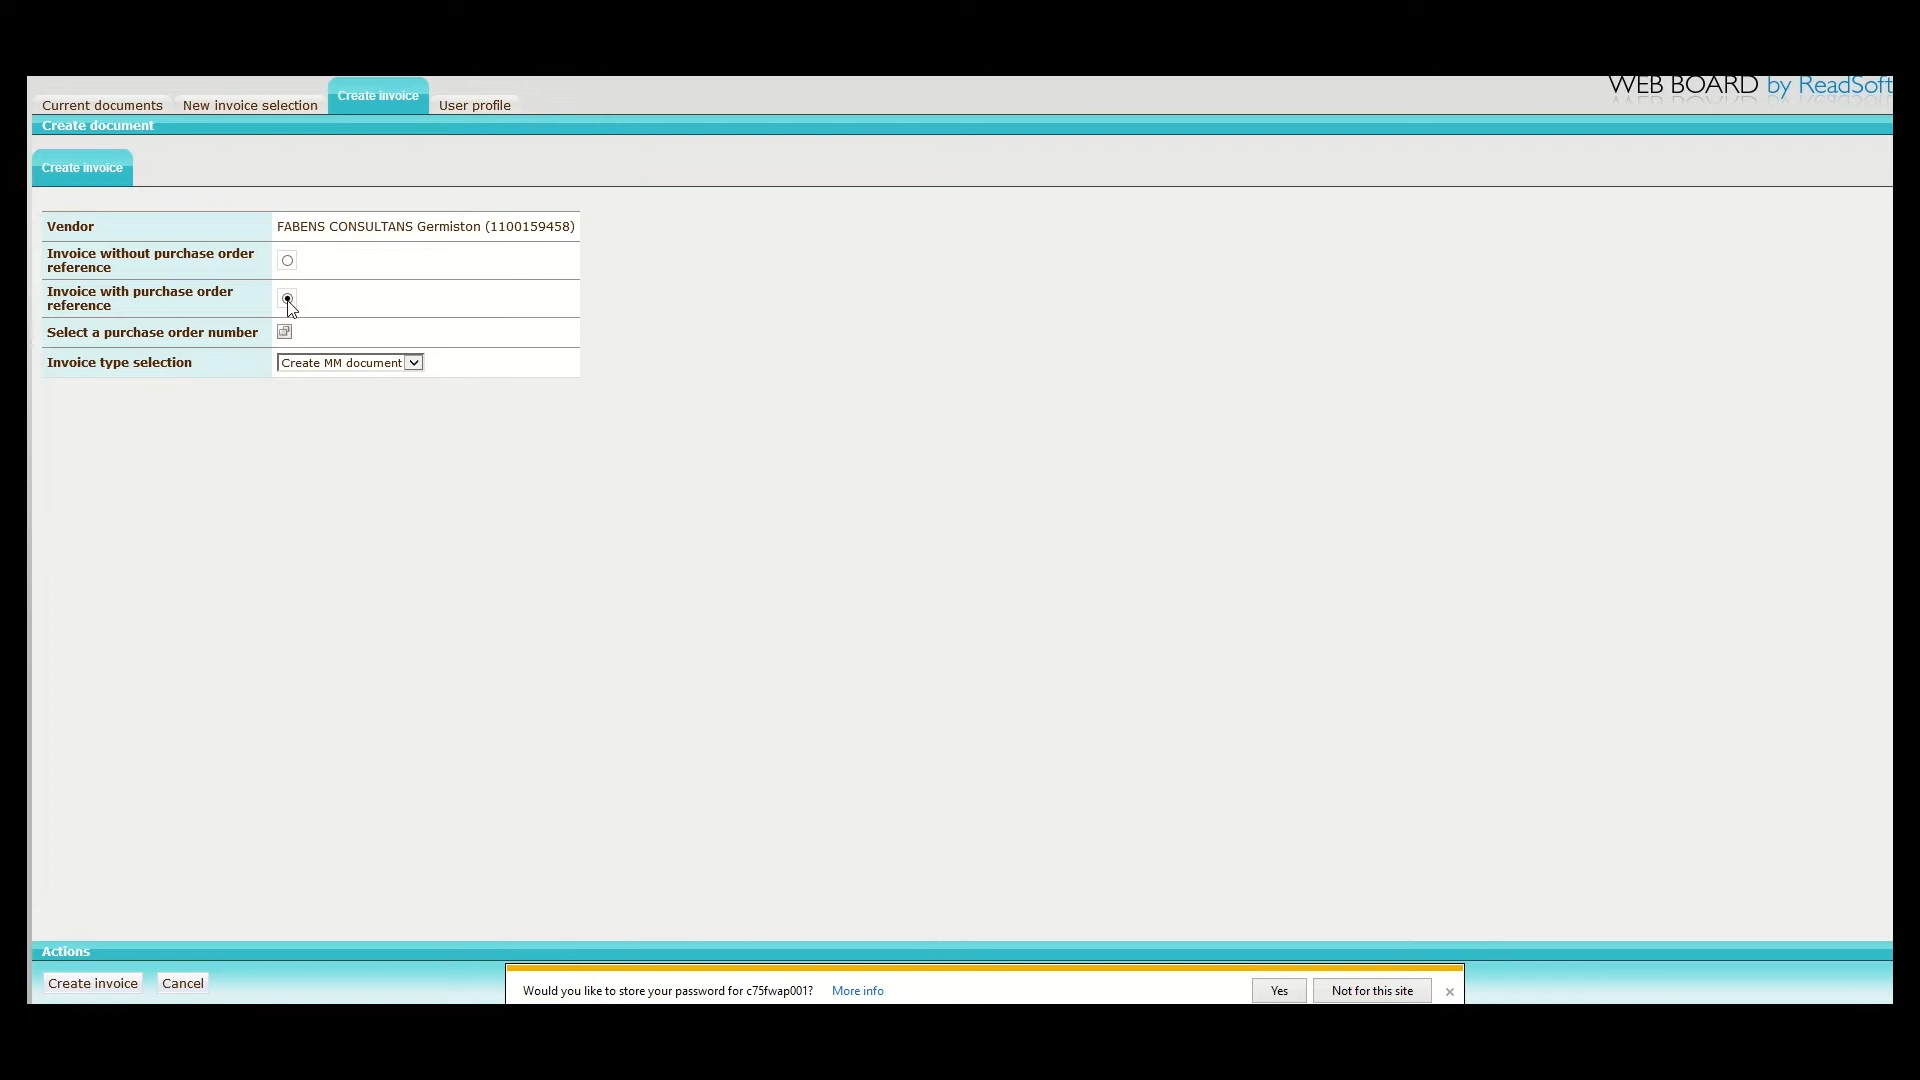 WEB BOARD by ReadSoft
Current documents New invoice selection Create invoice User profile
Create document
Create invoice
Vendor FABENS CONSULTANS Germiston (1100159458)
Invoice without purchase order
reference
Invoice with purchase order
reference
Select a purchase order number
Invoice type selection Create MM document
Actions
Create invoice Cancel
Would you like to store your password for c75fwap001? More info Yes Not for this site ×